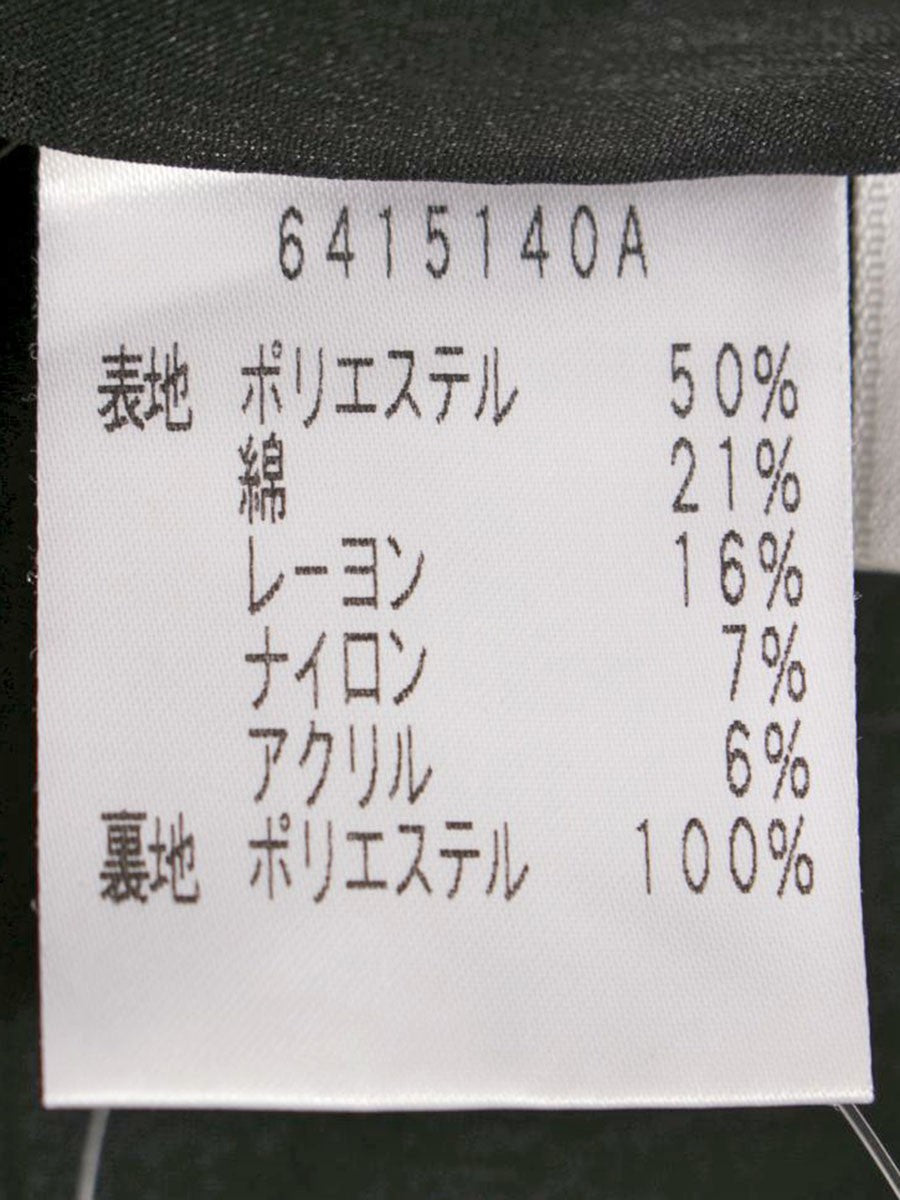 6415140A
表地 ポリエステル 50%
綿 21%
レーヨン 16%
ナイロン 7%
アクリル 6%
裏地 ポリエステル 100%